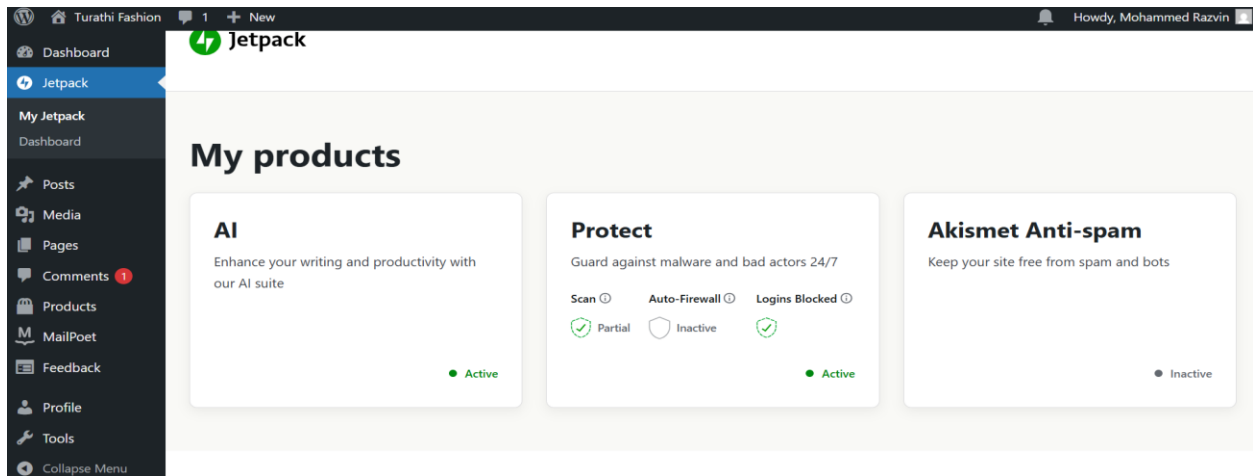 Turathi Fashion 1 New Howdy, Mohammed Razvin
Dashboard
Jetpack
My Jetpack
Dashboard
Posts
Media
Pages
Comments 1
Products
MailPoet
Feedback
Profile
Tools
Collapse Menu
Jetpack
My products
AI
Enhance your writing and productivity with
our AI suite
Active
Protect
Guard against malware and bad actors 24/7
Scan Auto-Firewall Logins Blocked
Partial Inactive
Active
Akismet Anti-spam
Keep your site free from spam and bots
Inactive